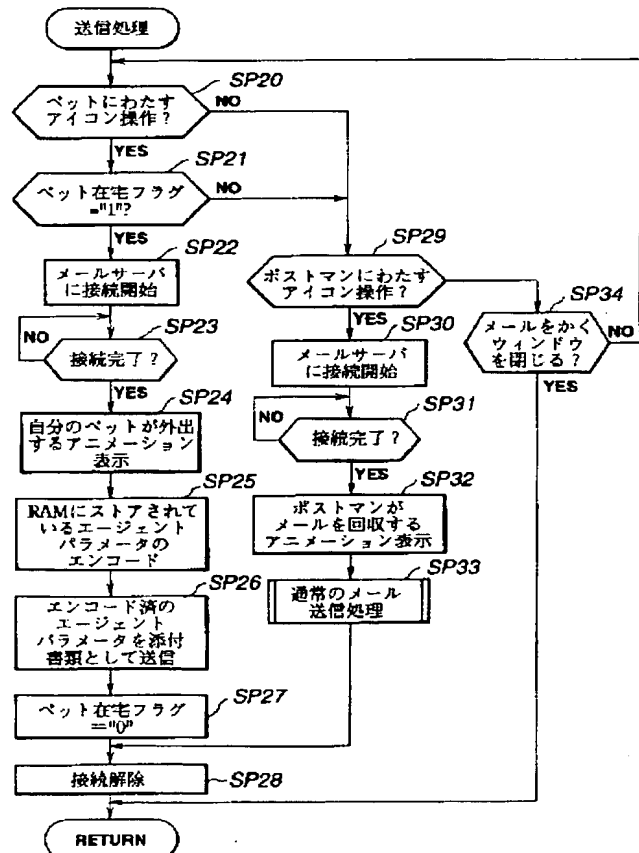 送信処理
SP20
ペットにわたす
アイコン操作?
NO
YES
SP21
ペット在宅フラグ
="1"?
NO
YES
SP22
メールサーバ
に接続開始
SP23
NO
接続完了?
YES
SP24
自分のペットが外出
するアニメーション
表示
SP25
RAMにストアされて
いるエージェント
パラメータの
エンコード
SP26
エンコード済の
エージェント
パラメータを添付
書類として送信
SP27
ペット在宅フラグ
="0"
SP28
接続解除
RETURN
SP29
ポストマンにわたす
アイコン操作?
YES
SP30
メールサーバ
に接続開始
SP31
NO
接続完了?
YES
SP32
ポストマンが
メールを回収する
アニメーション表示
SP33
通常のメール
送信処理
SP34
メールをかく
ウィンドウ
を閉じる?
NO
YES